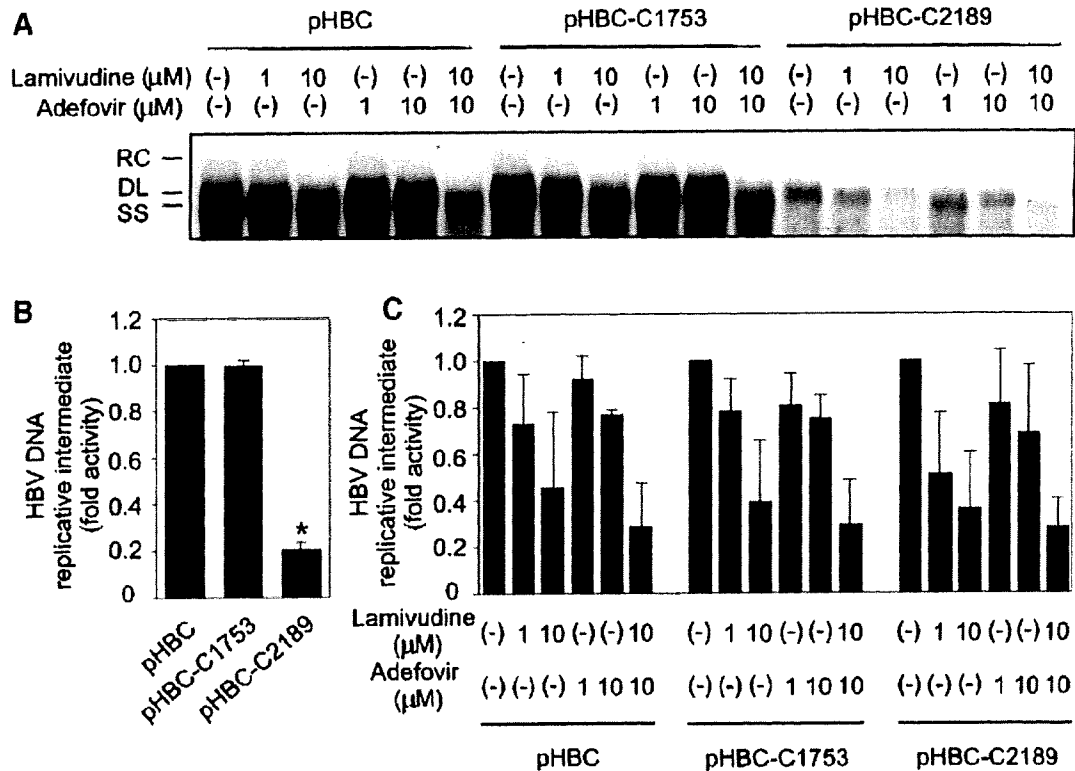 A
pHBC pHBC-C1753 pHBC-C2189
Lamivudine (μM) (-) 1 10 (-) (-) 10 (-) 1 10 (-) (-) 10 (-) 1 10 (-) (-) 10
Adefovir (μM) (-) (-) (-) 1 10 10 (-) (-) (-) 1 10 10 (-) (-) (-) 1 10 10
RC
DL
SS
B
HBV DNA
replicative intermediate
(fold activity)
1.2
1.0
0.8
0.6
0.4
0.2
0
*
pHBC
pHBC-C1753
pHBC-C2189
C
HBV DNA
replicative intermediate
(fold activity)
1.2
1.0
0.8
0.6
0.4
0.2
0
Lamivudine
(μM)
(-) 1 10 (-) (-) 10 (-) 1 10 (-) (-) 10 (-) 1 10 (-) (-) 10
Adefovir
(μM)
(-) (-) (-) 1 10 10 (-) (-) (-) 1 10 10 (-) (-) (-) 1 10 10
pHBC pHBC-C1753 pHBC-C2189